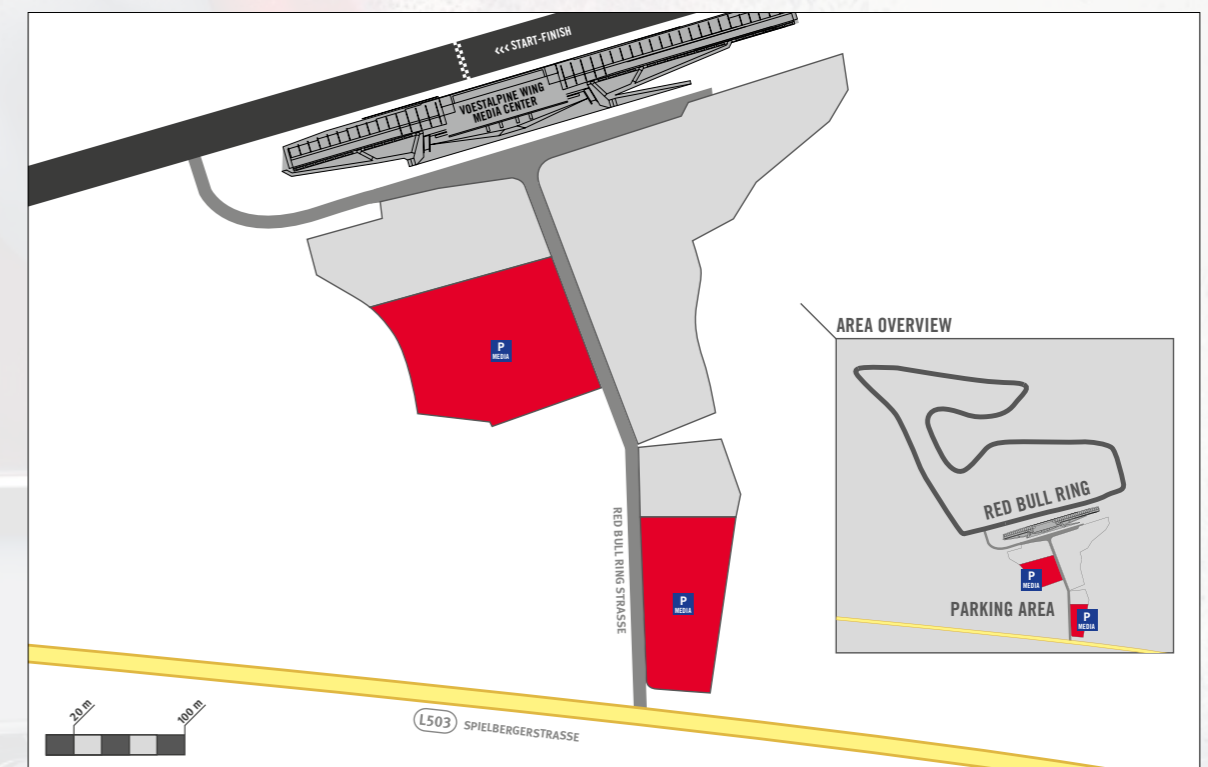 <<< START-FINISH
VOESTALPINE WING
MEDIA CENTER
P
MEDIA
AREA OVERVIEW
RED BULL RING
P
MEDIA
PARKING AREA
P
MEDIA
RED BULL RING STRASSE
P
MEDIA
20 m
100 m
L503 SPIELBERGERSTRASSE